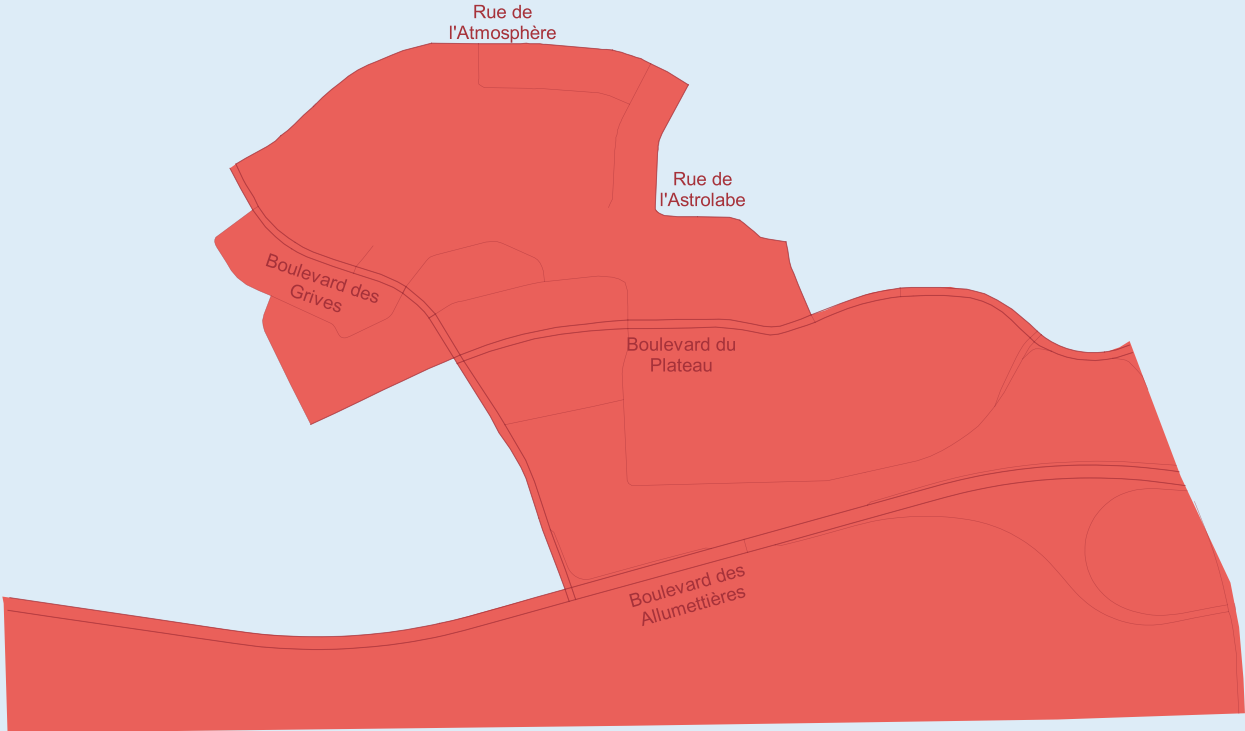 Rue de
l'Atmosphère
Rue de
l'Astrolabe
Boulevard des
Grives
Boulevard du
Plateau
Boulevard des
Allumettières